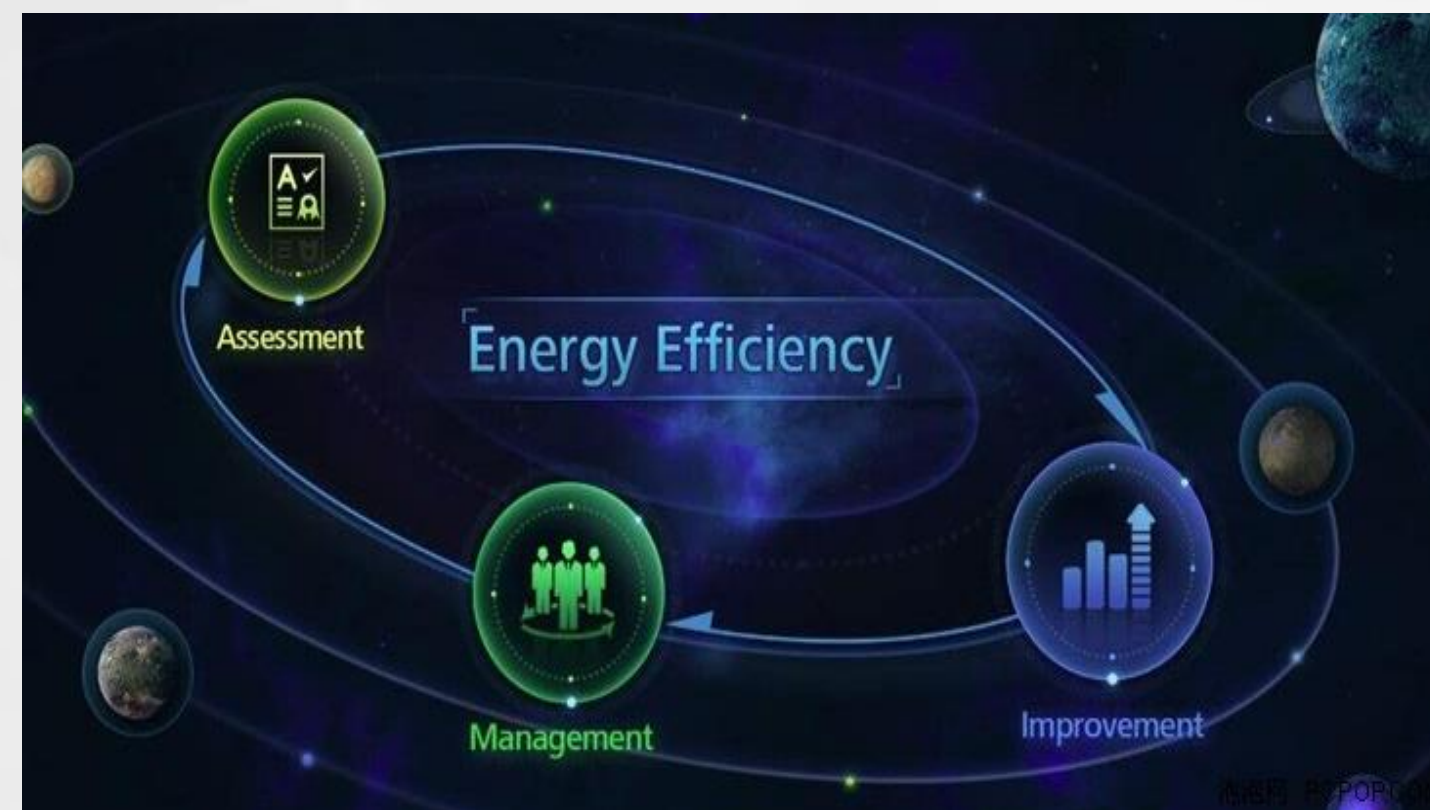 A
Assessment
Energy Efficiency
Management
Improvement